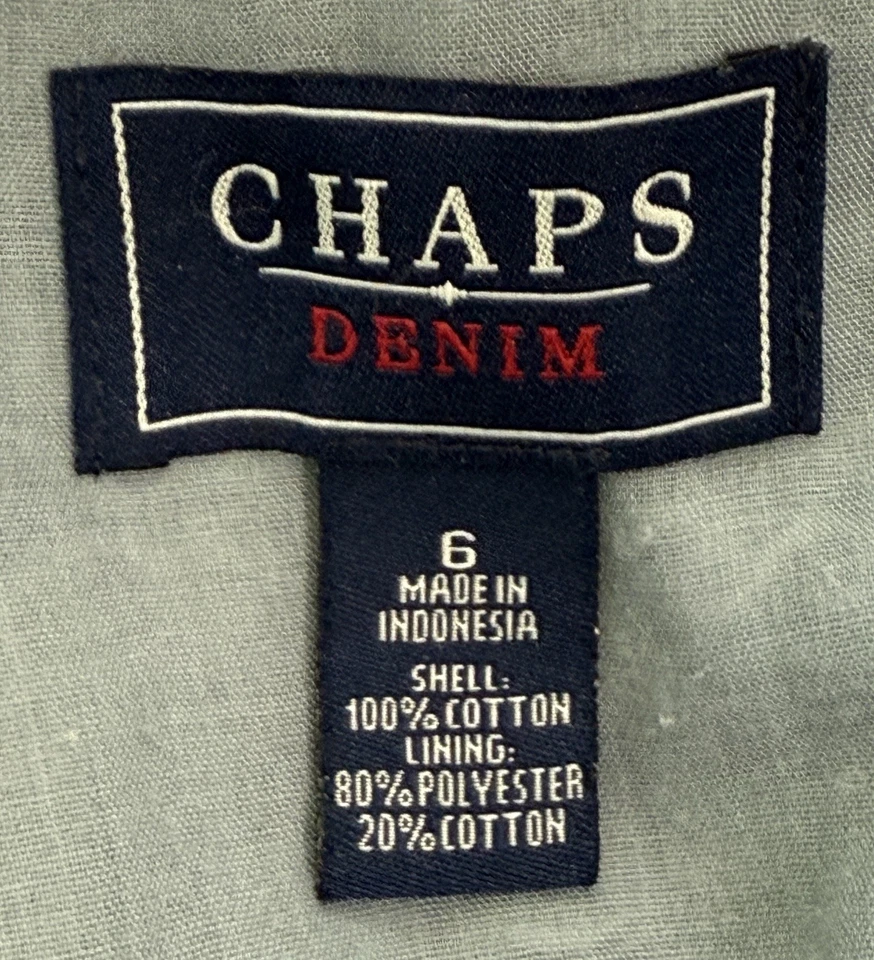 CHAPS
DENIM
6
MADE IN
INDONESIA
SHELL:
100% COTTON
LINING:
80% POLYESTER
20% COTTON